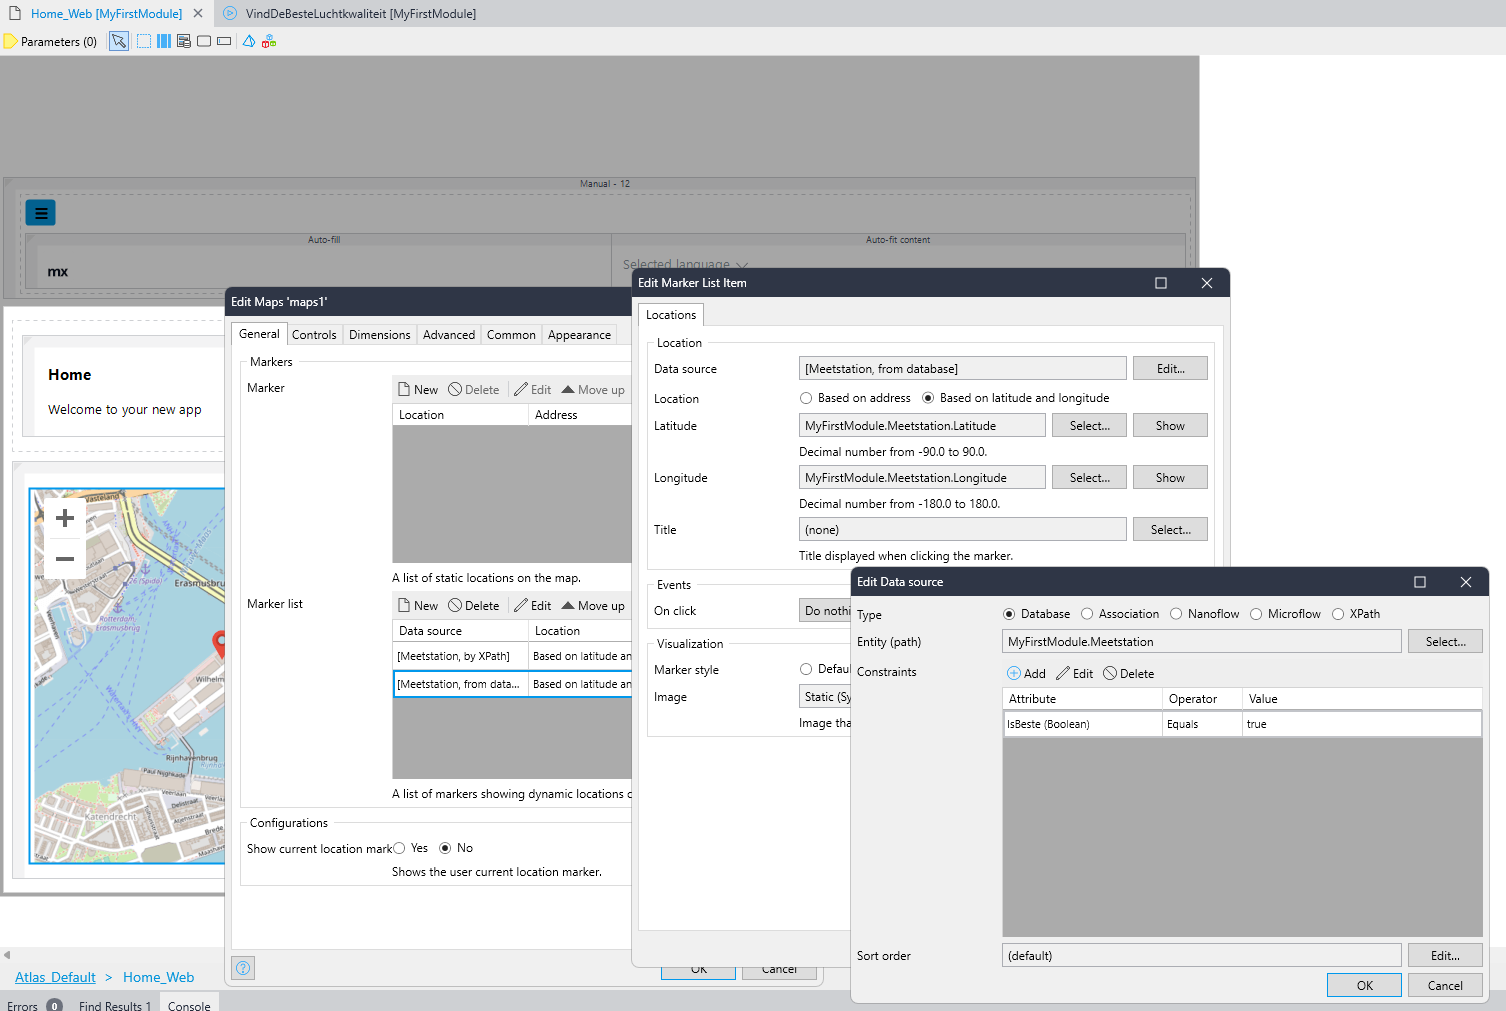 Home_Web [MyFirstModule]
VindDeBesteLuchtkwaliteit [MyFirstModule]
Parameters (0)
Manual - 12
Auto-fill
Auto-fit content
mx
Selected language
Home
Welcome to your new app
Vasteland
Erasmusbrug
Rotterdam
Erasmusbrug
Wilhelm
Rijnhavenbrug
Paul Nijghkade
Katendrecht
Edit Maps 'maps1'
General
Controls
Dimensions
Advanced
Common
Appearance
Markers
Marker
New
Delete
Edit
Move up
Location
Address
A list of static locations on the map.
Marker list
New
Delete
Edit
Move up
Data source
Location
[Meetstation, by XPath]
Based on latitude an
[Meetstation, from data...
Based on latitude an
A list of markers showing dynamic locations o
Configurations
Show current location mark
Yes
No
Shows the user current location marker.
OK
Cancel
Edit Marker List Item
Locations
Location
Data source
[Meetstation, from database]
Edit...
Location
Based on address
Based on latitude and longitude
Latitude
MyFirstModule.Meetstation.Latitude
Select...
Show
Decimal number from -90.0 to 90.0.
Longitude
MyFirstModule.Meetstation.Longitude
Select...
Show
Decimal number from -180.0 to 180.0.
Title
(none)
Select...
Title displayed when clicking the marker.
Events
On click
Do nothi
Visualization
Marker style
Defaul
Image
Static (Sy
Image tha
Edit Data source
Type
Database
Association
Nanoflow
Microflow
XPath
Entity (path)
MyFirstModule.Meetstation
Select...
Constraints
Add
Edit
Delete
Attribute
Operator
Value
IsBeste (Boolean)
Equals
true
Sort order
(default)
Edit...
OK
Cancel
Atlas_Default > Home_Web
Errors 0
Find Results 1
Console